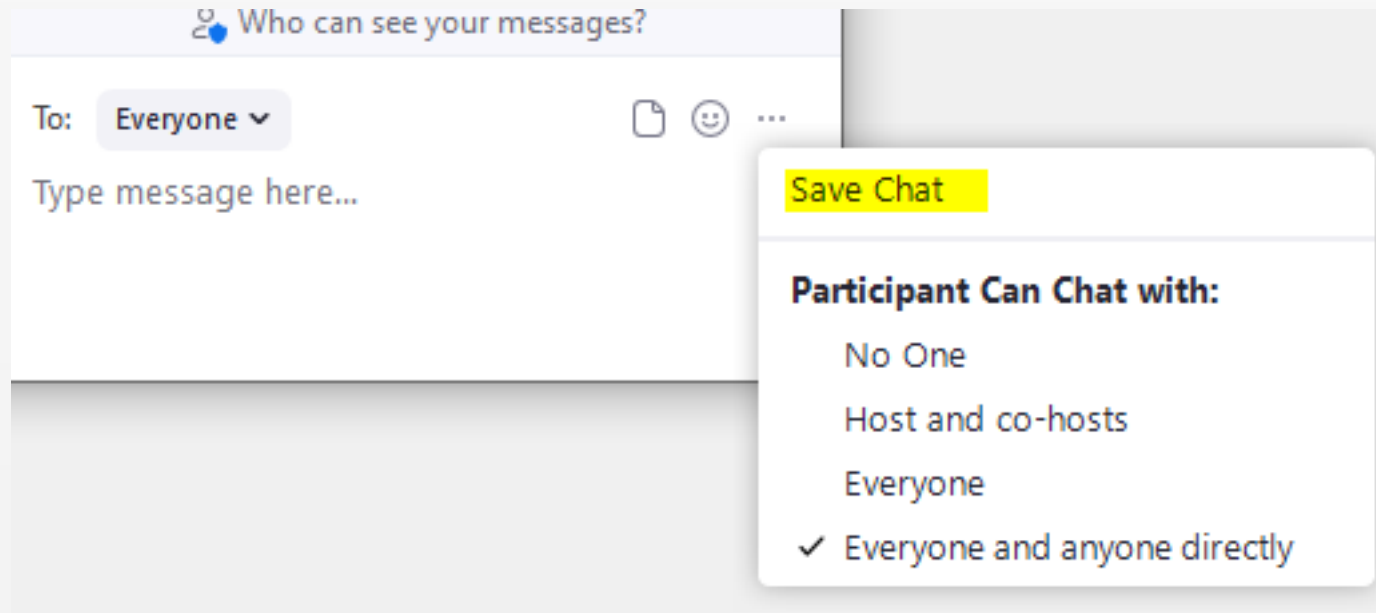 Who can see your messages?
To: Everyone
Type message here...
Save Chat
Participant Can Chat with:
No One
Host and co-hosts
Everyone
Everyone and anyone directly